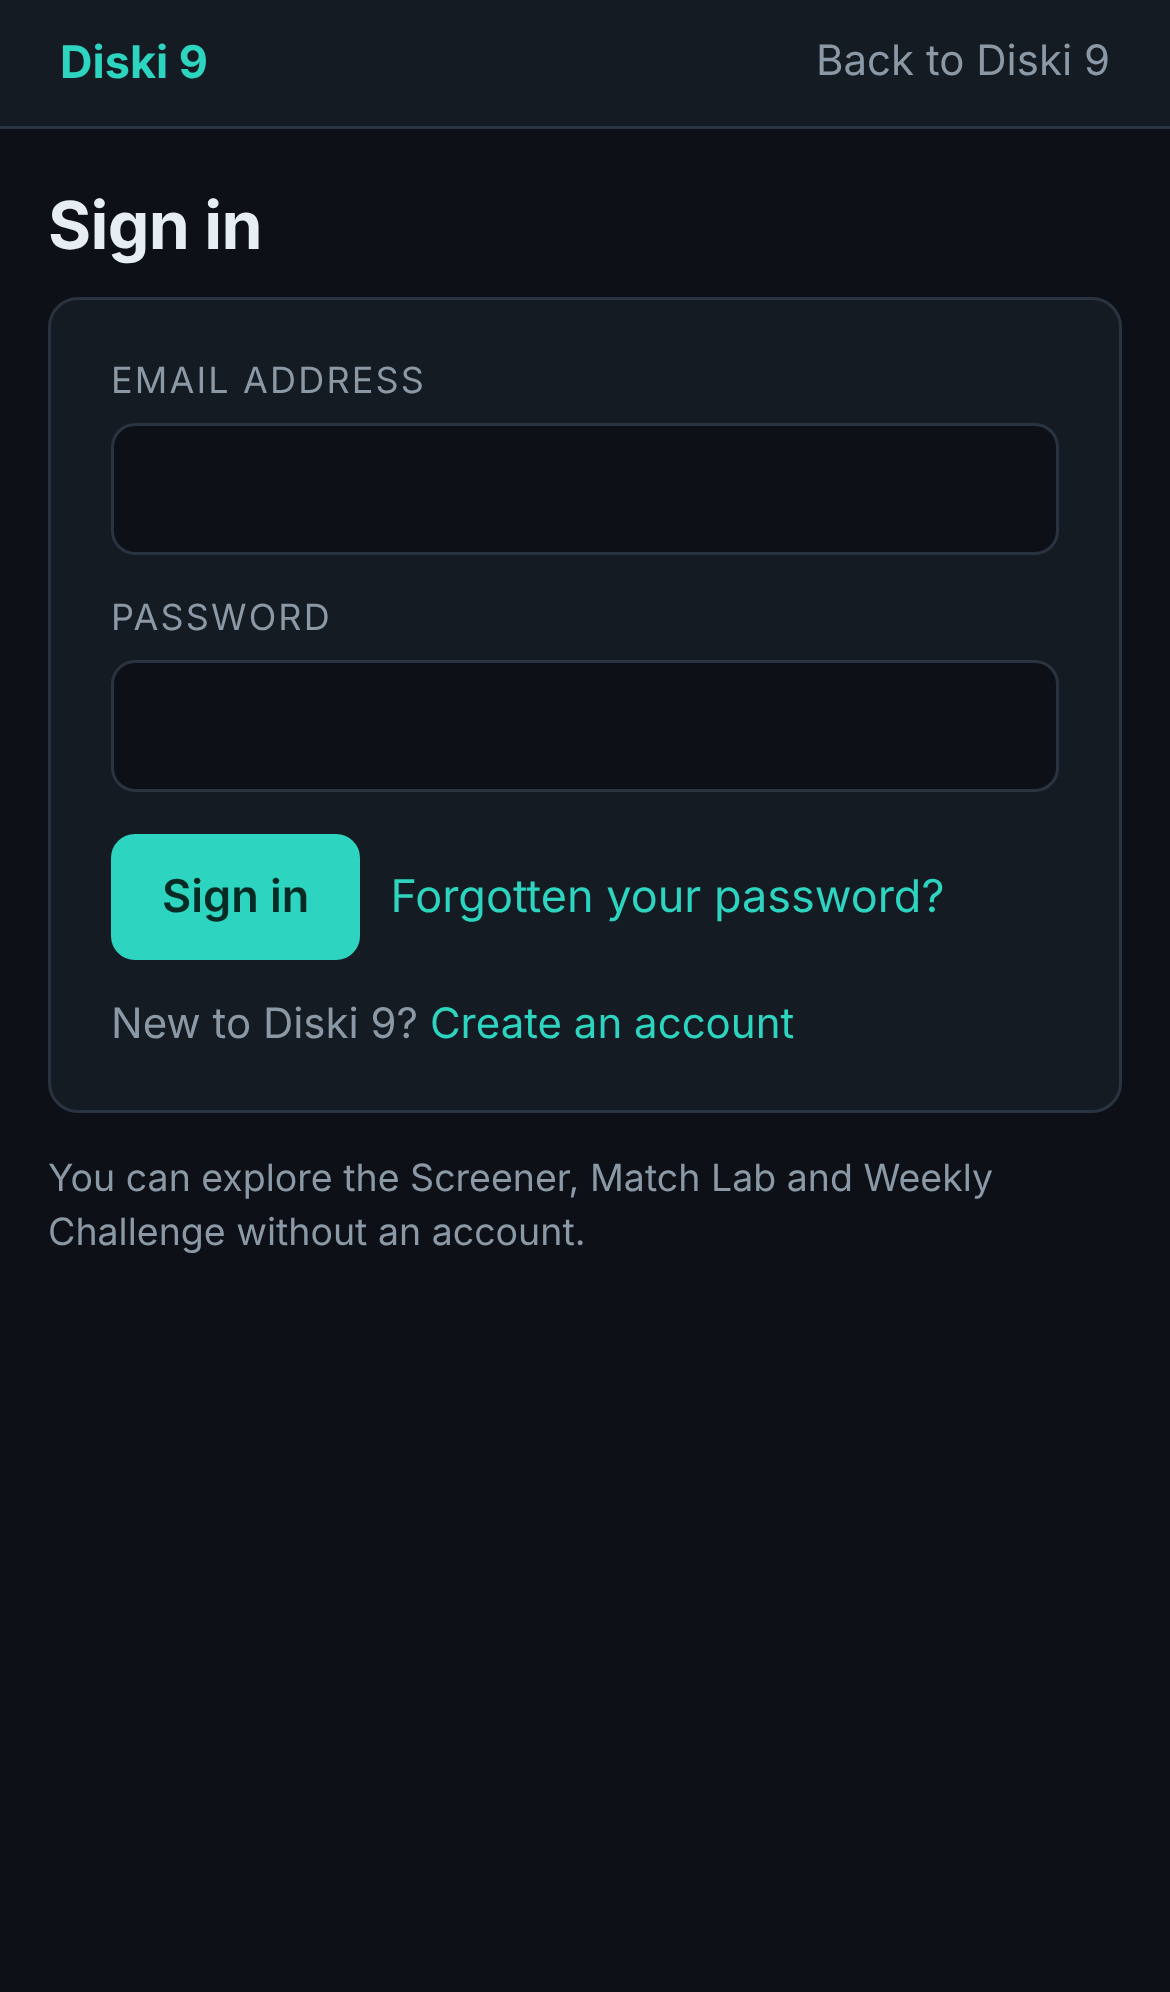 Diski 9
Back to Diski 9
Sign in
EMAIL ADDRESS
PASSWORD
Sign in
Forgotten your password?
New to Diski 9? Create an account
You can explore the Screener, Match Lab and Weekly
Challenge without an account.